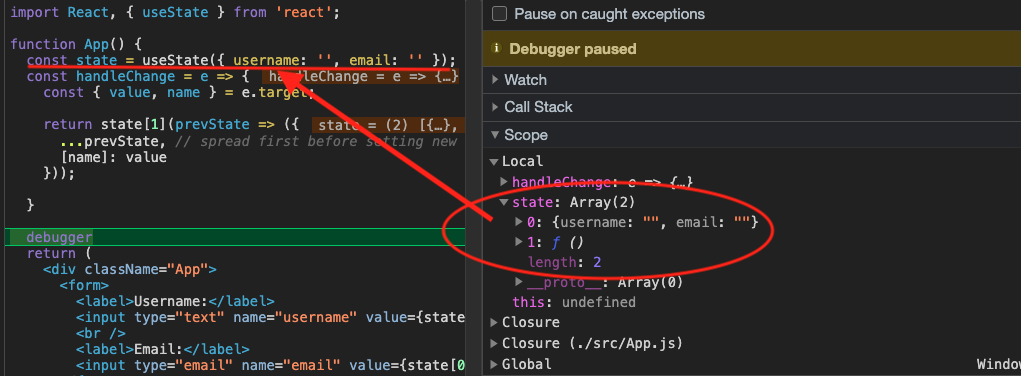 import React, { useState } from 'react';
function App() {
const state = useState({ username: '', email: '' });
const handleChange = e => { handleChange = e => {…}
const { value, name } = e.target;
return state[1](prevState => ({ state = (2) [{…},
...prevState, // spread first before setting new
[name]: value
}));
}
debugger
return (
<div className="App">
<form>
<label>Username:</label>
<input type="text" name="username" value={state
<br />
<label>Email:</label>
<input type="email" name="email" value={state[0
Pause on caught exceptions
Debugger paused
Watch
Call Stack
Scope
Local
handleChange: e => {…}
state: Array(2)
0: {username: "", email: ""}
1: ƒ ()
length: 2
__proto__: Array(0)
this: undefined
Closure
Closure (./src/App.js)
Global Window